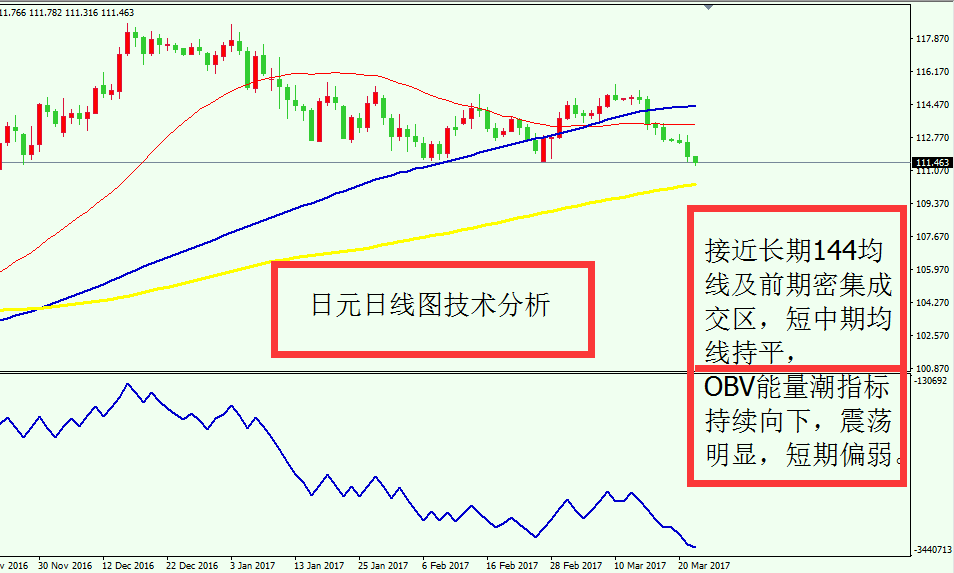 11.766 111.782 111.316 111.463
117.870
116.170
114.470
112.770
111.463
111.070
109.370
107.670
105.970
104.270
102.570
100.870
日元日线图技术分析
接近长期144均
线及前期密集成
交区，短中期均
线持平，
OBV能量潮指标
持续向下，震荡
明显，短期偏弱。
-130692
-3440713
v 2016 30 Nov 2016 12 Dec 2016 22 Dec 2016 3 Jan 2017 13 Jan 2017 25 Jan 2017 6 Feb 2017 16 Feb 2017 28 Feb 2017 10 Mar 2017 20 Mar 2017